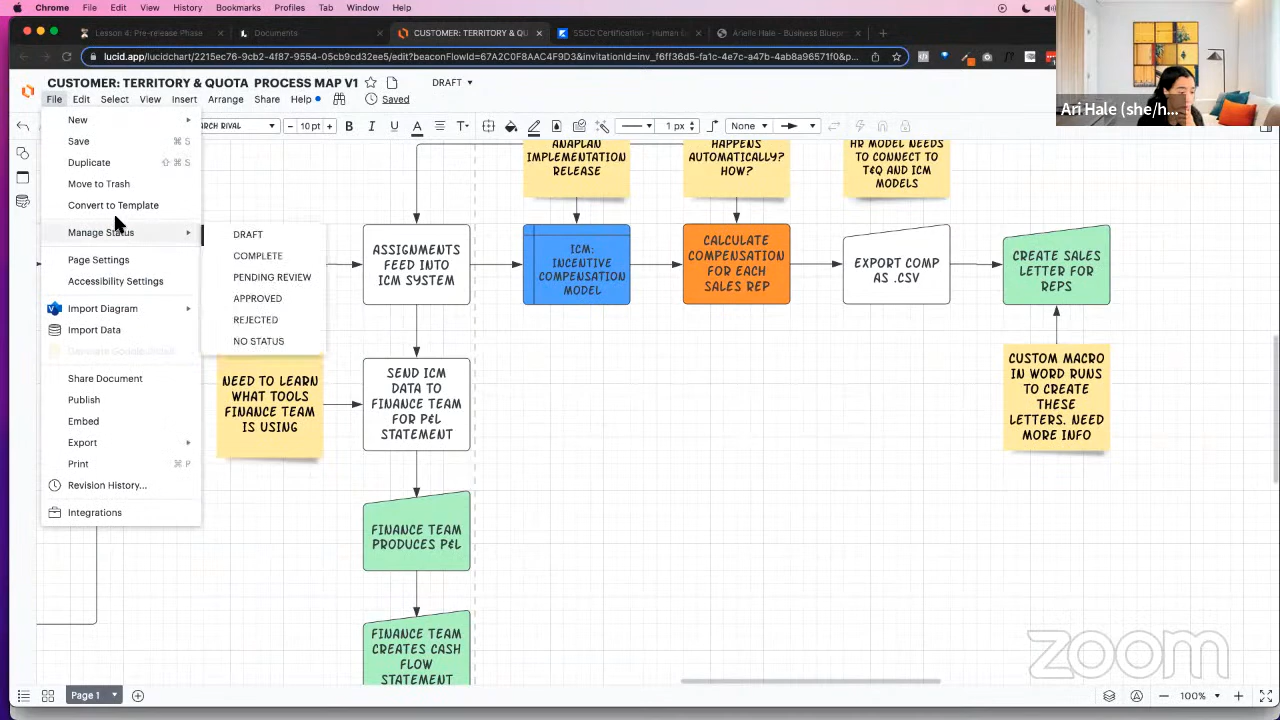 Chrome File Edit View History Bookmarks Profiles Tab Window Help
Lesson 4: Pre-release Phase
Documents
CUSTOMER: TERRITORY & QUO
SSCC Certification - Human
Arielle Hale - Business Bluepr
lucid.app/lucidchart/2215ec76-9cb2-4f87-9554-05cb9cd32ee5/edit?beaconFlowId=67A2C0F8AAC4F9D3&invitationId=inv_f6ff36d5-fa1c-4e7c-a47b-4ab8a96571f0&p...
Ari Hale (she/h...
CUSTOMER: TERRITORY & QUOTA PROCESS MAP V1
DRAFT
File Edit Select View Insert Arrange Share Help
Saved
RCH RIVAL
10 pt
B
I
U
A
T
1 px
None
New
Save ⌘ S
Duplicate ⇧ ⌘ S
Move to Trash
Convert to Template
Manage Status
Page Settings
Accessibility Settings
Import Diagram
Import Data
Share Document
Publish
Embed
Export
Print ⌘ P
Revision History...
Integrations
DRAFT
COMPLETE
PENDING REVIEW
APPROVED
REJECTED
NO STATUS
ANAPLAN
IMPLEMENTATION
RELEASE
HAPPENS
AUTOMATICALLY?
HOW?
HR MODEL NEEDS
TO CONNECT TO
T&Q AND ICM
MODELS
ASSIGNMENTS
FEED INTO
ICM SYSTEM
ICM:
INCENTIVE
COMPENSATION
MODEL
CALCULATE
COMPENSATION
FOR EACH
SALES REP
EXPORT COMP
AS .CSV
CREATE SALES
LETTER FOR
REPS
NEED TO LEARN
WHAT TOOLS
FINANCE TEAM
IS USING
SEND ICM
DATA TO
FINANCE TEAM
FOR P&L
STATEMENT
CUSTOM MACRO
IN WORD RUNS
TO CREATE
THESE
LETTERS. NEED
MORE INFO
FINANCE TEAM
PRODUCES P&L
FINANCE TEAM
CREATES CASH
FLOW
STATEMENT
zoom
Page 1
100%